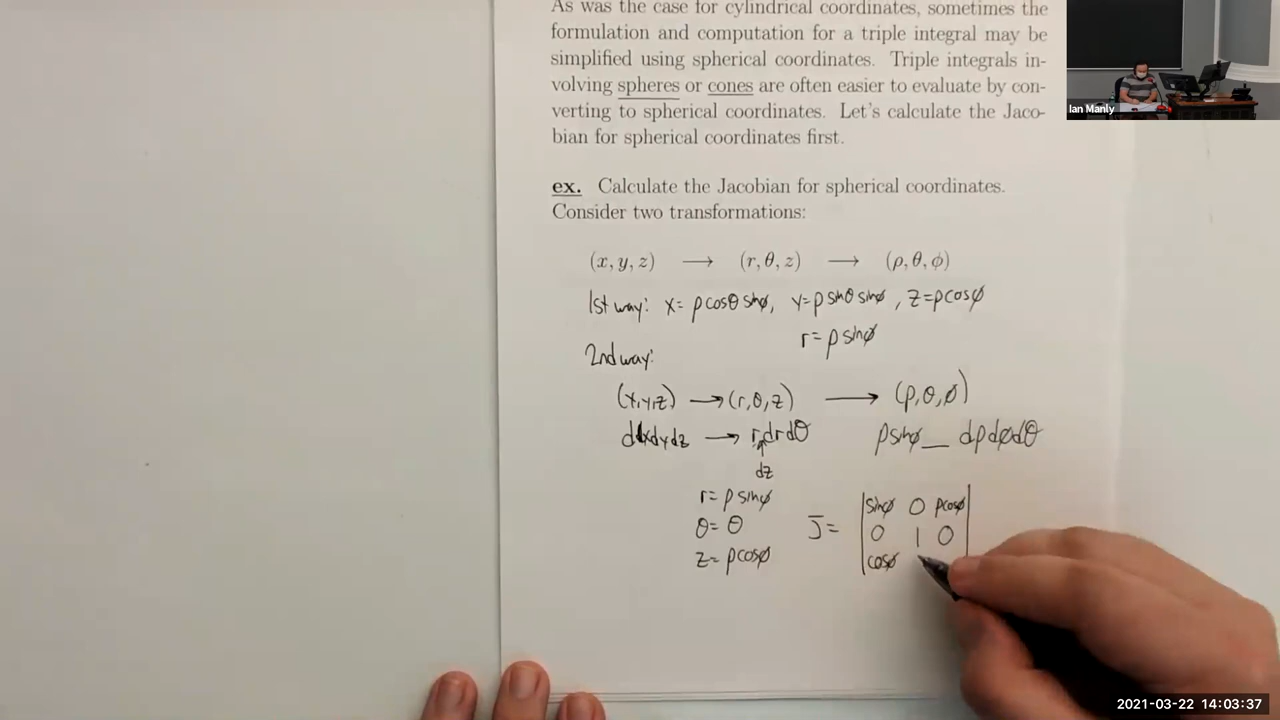 As was the case for cylindrical coordinates, sometimes the
formulation and computation for a triple integral may be
simplified using spherical coordinates. Triple integrals in-
volving spheres or cones are often easier to evaluate by con-
verting to spherical coordinates. Let's calculate the Jaco-
bian for spherical coordinates first.
Ian Manly
ex. Calculate the Jacobian for spherical coordinates.
Consider two transformations:
(x, y, z) ⟶ (r, θ, z) ⟶ (ρ, θ, ϕ)
1st way: x= ρcosθ sinϕ, y=ρ sinθ sinϕ, z=ρcosϕ
r= ρ sinϕ
2nd way:
(x,y,z) ⟶ (r, θ, z) ⟶ (ρ, θ, ϕ)
dxdydz ⟶ r drdθ ρsinϕ__ dρdϕdθ
dz
r= ρ sinϕ
θ= θ
z= ρcosϕ
J=
sinϕ 0 ρcosϕ
0 1 0
cosϕ
2021-03-22 14:03:37